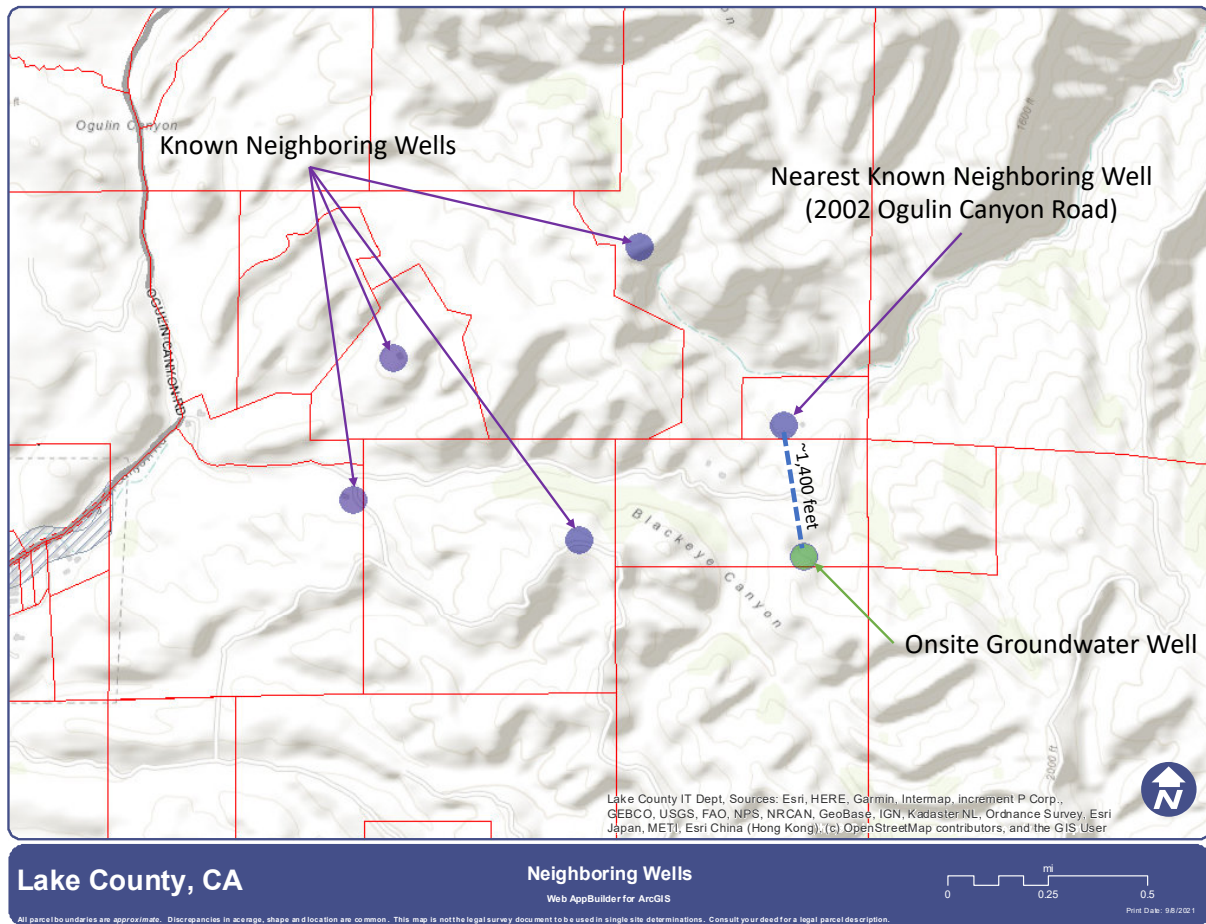 Ogulin Canyon
Known Neighboring Wells
Nearest Known Neighboring Well
(2002 Ogulin Canyon Road)
1600 ft
OGULIN CANYON RD
~1,400 feet
Blackeye Canyon
Onsite Groundwater Well
2000 ft
N
Lake County IT Dept, Sources: Esri, HERE, Garmin, Intermap, increment P Corp.,
GEBCO, USGS, FAO, NPS, NRCAN, GeoBase, IGN, Kadaster NL, Ordnance Survey, Esri
Japan, METI, Esri China (Hong Kong), (c) OpenStreetMap contributors, and the GIS User
Lake County, CA
Neighboring Wells
Web AppBuilder for ArcGIS
mi
0 0.25 0.5
Print Date: 9/8/2021
All parcel boundaries are approximate. Discrepancies in acerage, shape and location are common. This map is not the legal survey document to be used in single site determinations. Consult your deed for a legal parcel description.